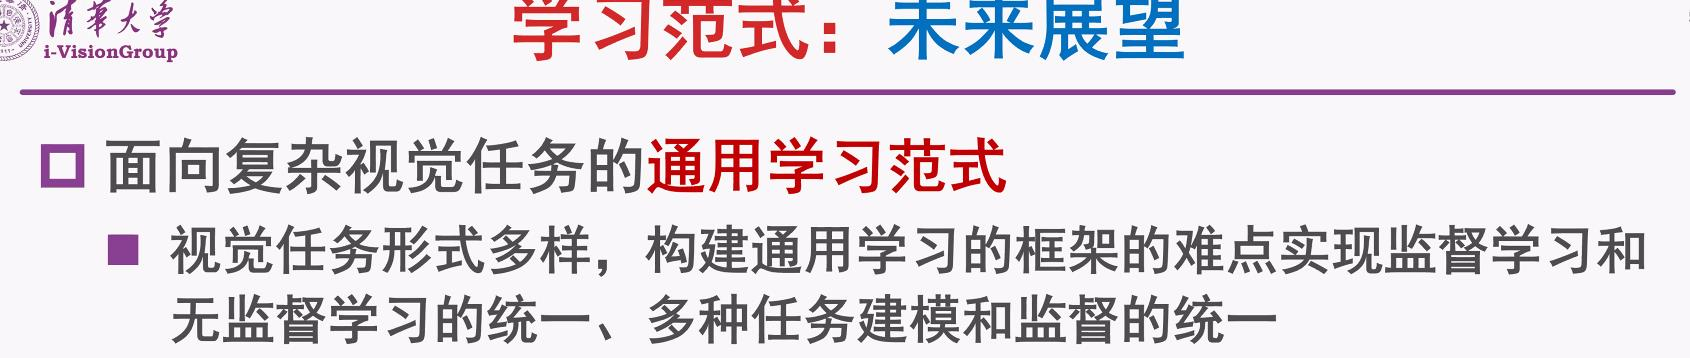 清华大学
i-VisionGroup
学习范式：未来展望
面向复杂视觉任务的通用学习范式
视觉任务形式多样，构建通用学习的框架的难点实现监督学习和
无监督学习的统一、多种任务建模和监督的统一